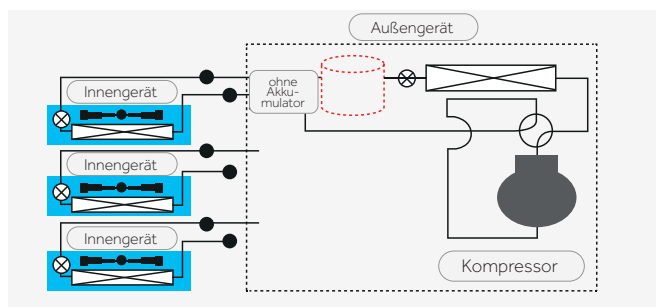 Außengerät
Innengerät
ohne
Akku-
mulator
Innengerät
Innengerät
Kompressor